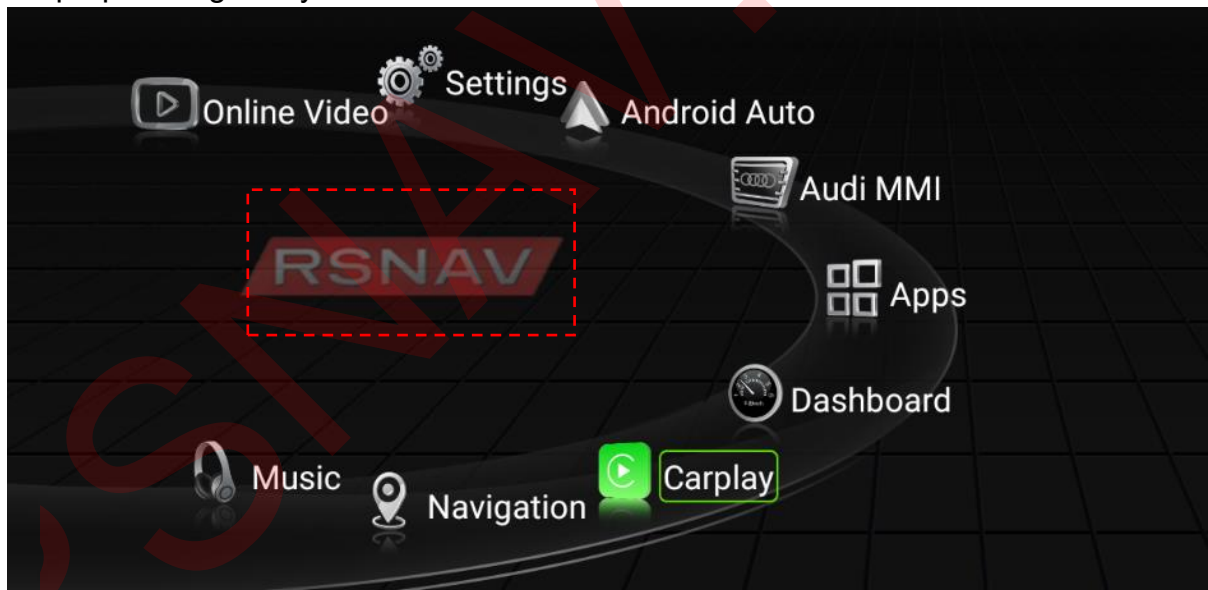 Settings
Online Video
Android Auto
Audi MMI
RSNAV
Apps
Dashboard
Music
Carplay
Navigation